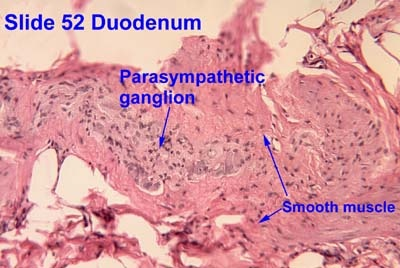 Slide 52 Duodenum
Parasympathetic
ganglion
Smooth muscle